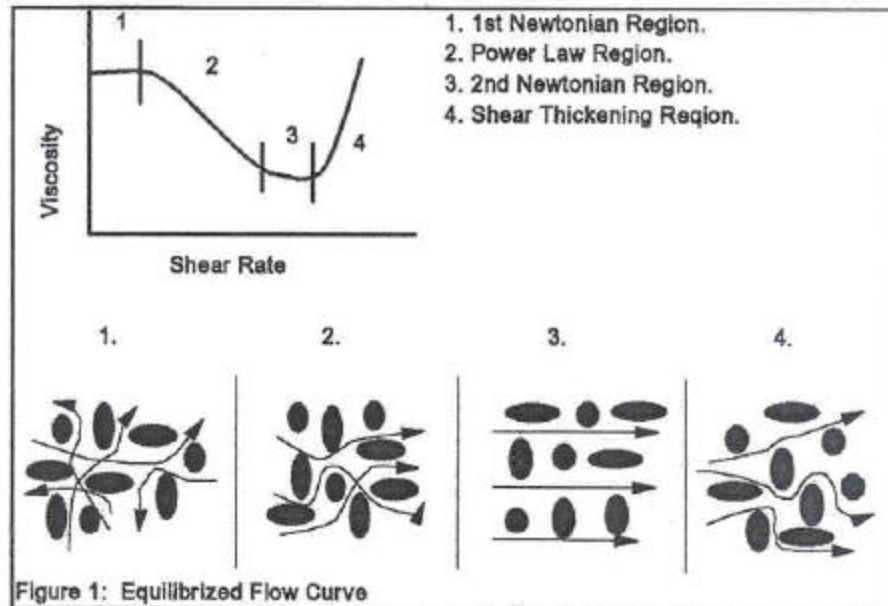 1
2
3
4
Viscosity
Shear Rate
1. 1st Newtonian Region.
2. Power Law Region.
3. 2nd Newtonian Region.
4. Shear Thickening Reqion.
1. 2. 3. 4.
Figure 1: Equilibrized Flow Curve